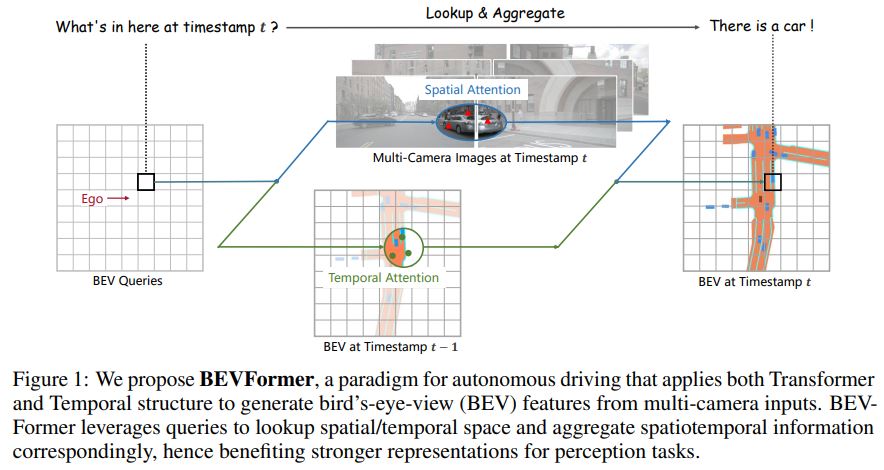 Lookup & Aggregate
What's in here at timestamp t ?
There is a car !
Spatial Attention
Multi-Camera Images at Timestamp t
Ego
BEV Queries
Temporal Attention
BEV at Timestamp t − 1
BEV at Timestamp t
Figure 1: We propose BEVFormer, a paradigm for autonomous driving that applies both Transformer
and Temporal structure to generate bird's-eye-view (BEV) features from multi-camera inputs. BEV-
Former leverages queries to lookup spatial/temporal space and aggregate spatiotemporal information
correspondingly, hence benefiting stronger representations for perception tasks.